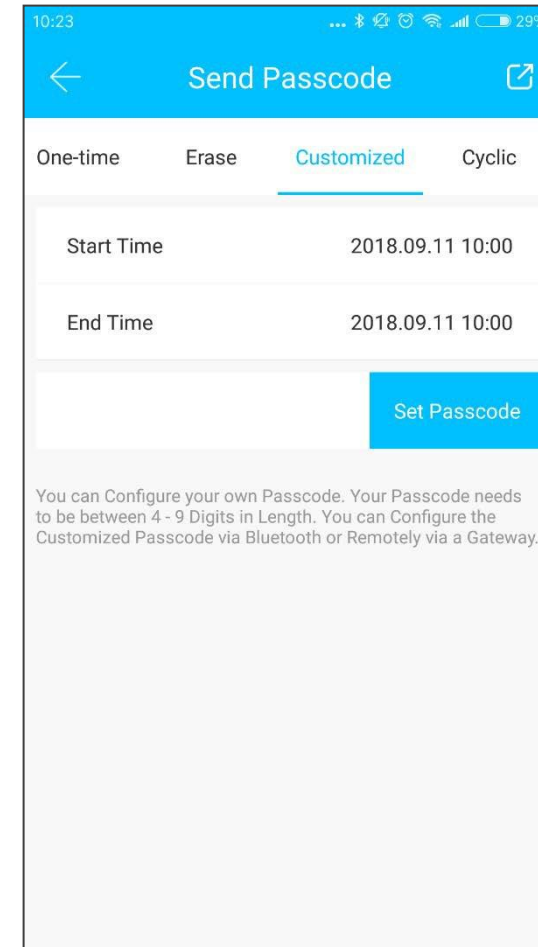 10:23 ... 29%
Send Passcode
One-time Erase Customized Cyclic
Start Time 2018.09.11 10:00
End Time 2018.09.11 10:00
Set Passcode
You can Configure your own Passcode. Your Passcode needs
to be between 4 - 9 Digits in Length. You can Configure the
Customized Passcode via Bluetooth or Remotely via a Gateway.